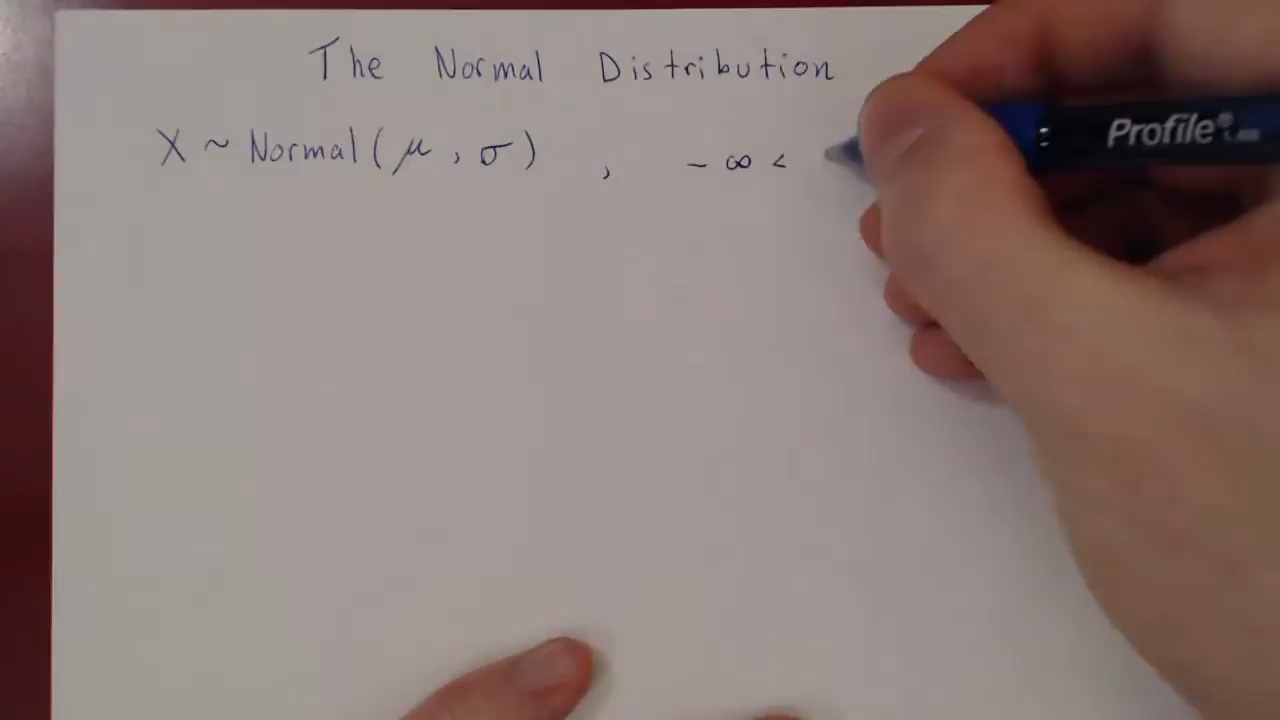 The Normal Distribution
X ~ Normal(μ, σ) , -∞ <
Profile